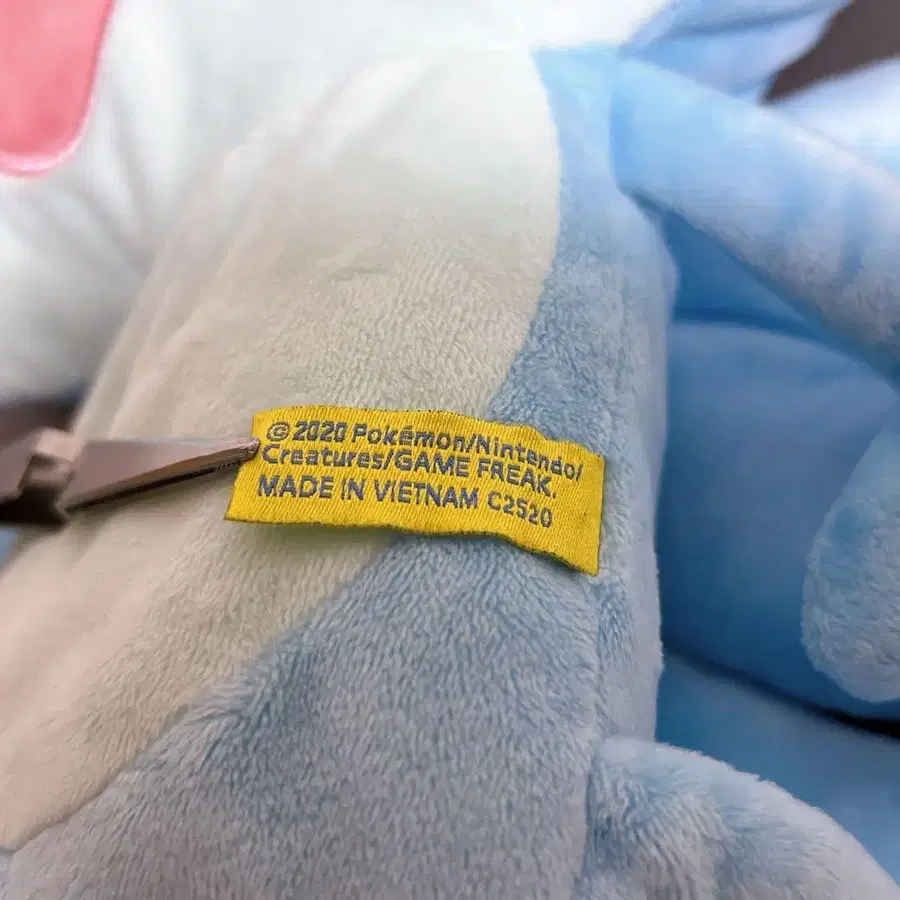 © 2020 Pokémon/Nintendo/
Creatures/GAME FREAK.
MADE IN VIETNAM C2520